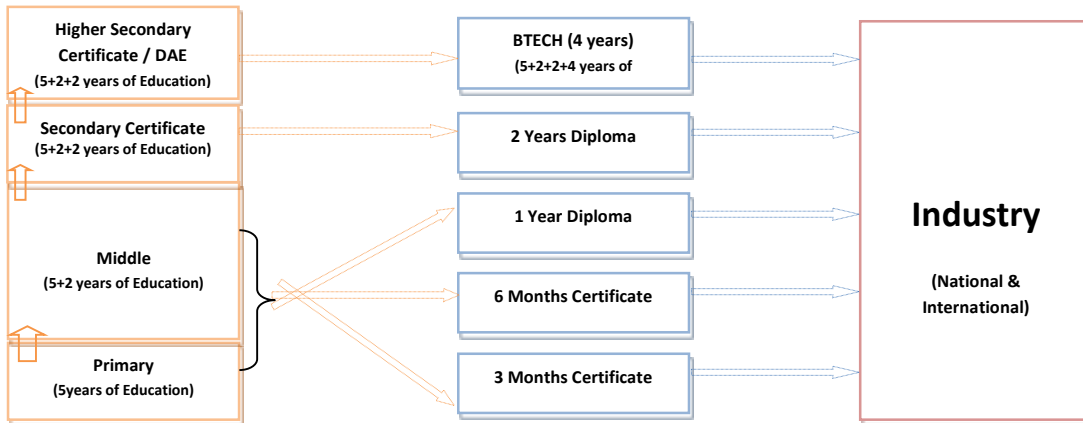 Higher Secondary
Certificate / DAE
(5+2+2 years of Education)
Secondary Certificate
(5+2+2 years of Education)
Middle
(5+2 years of Education)
Primary
(5years of Education)
BTECH (4 years)
(5+2+2+4 years of
2 Years Diploma
1 Year Diploma
6 Months Certificate
3 Months Certificate
Industry
(National &
International)